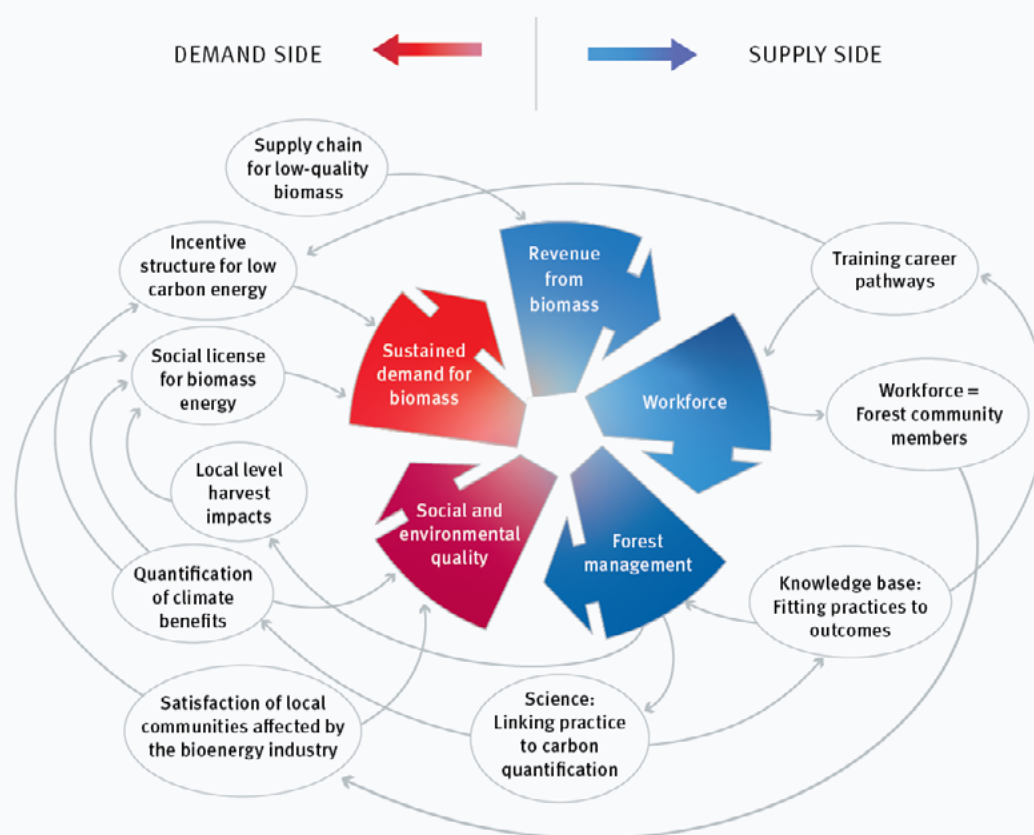 DEMAND SIDE
SUPPLY SIDE
Supply chain
for low-quality
biomass
Incentive
structure for low
carbon energy
Revenue
from
biomass
Training career
pathways
Social license
for biomass
energy
Sustained
demand for
biomass
Workforce
Workforce =
Forest community
members
Local level
harvest
impacts
Social and
environmental
quality
Forest
management
Quantification
of climate
benefits
Knowledge base:
Fitting practices to
outcomes
Satisfaction of local
communities affected by
the bioenergy industry
Science:
Linking practice
to carbon
quantification